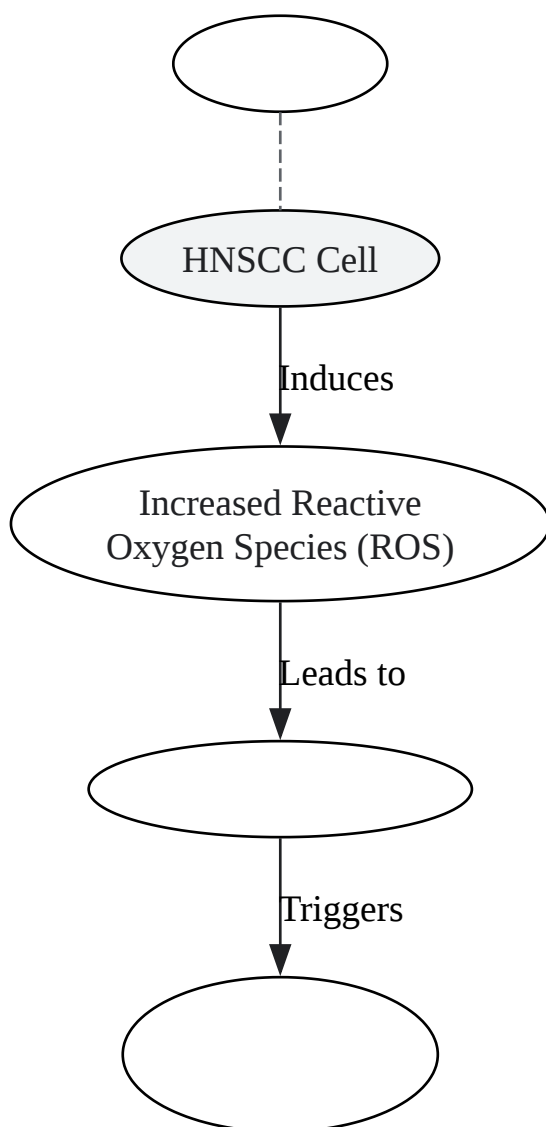 HNSCC Cell
Induces
Increased Reactive
Oxygen Species (ROS)
Leads to
Triggers